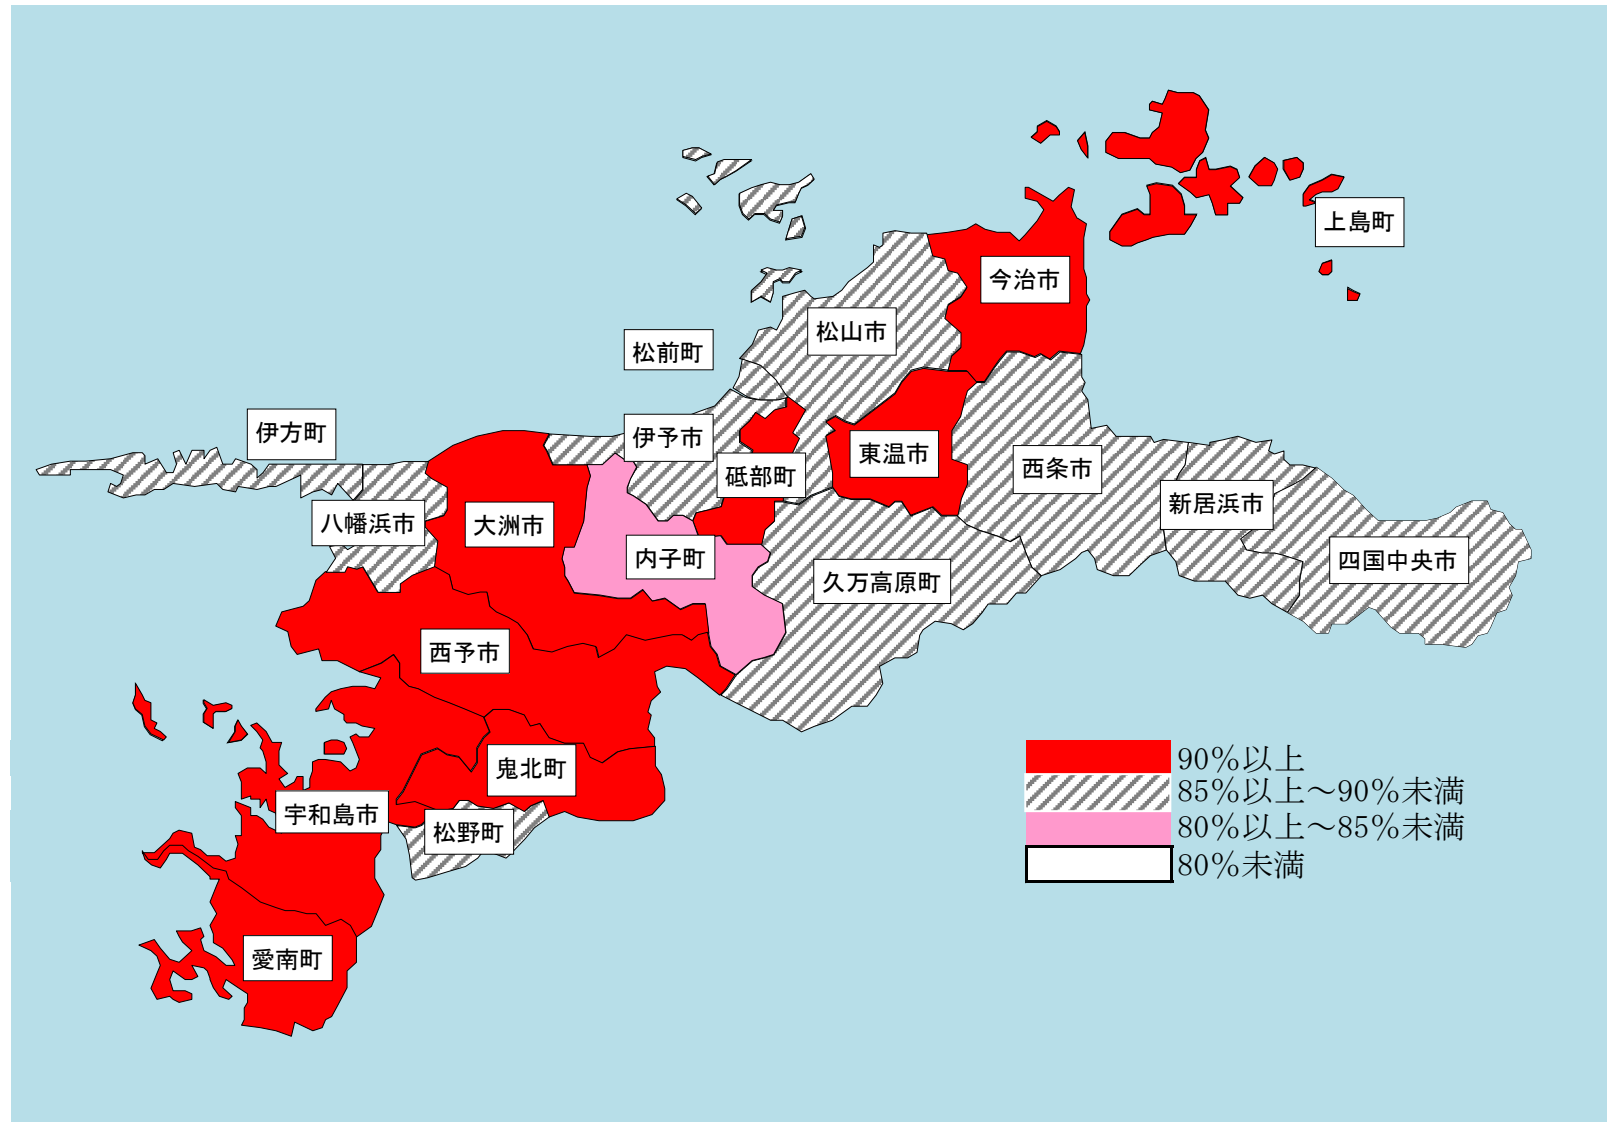 上島町
今治市
松山市
松前町
伊方町
伊予市
東温市
西条市
砥部町
新居浜市
八幡浜市
大洲市
内子町
四国中央市
久万高原町
西予市
鬼北町
宇和島市
松野町
愛南町
90％以上
85％以上～90％未満
80％以上～85％未満
80％未満